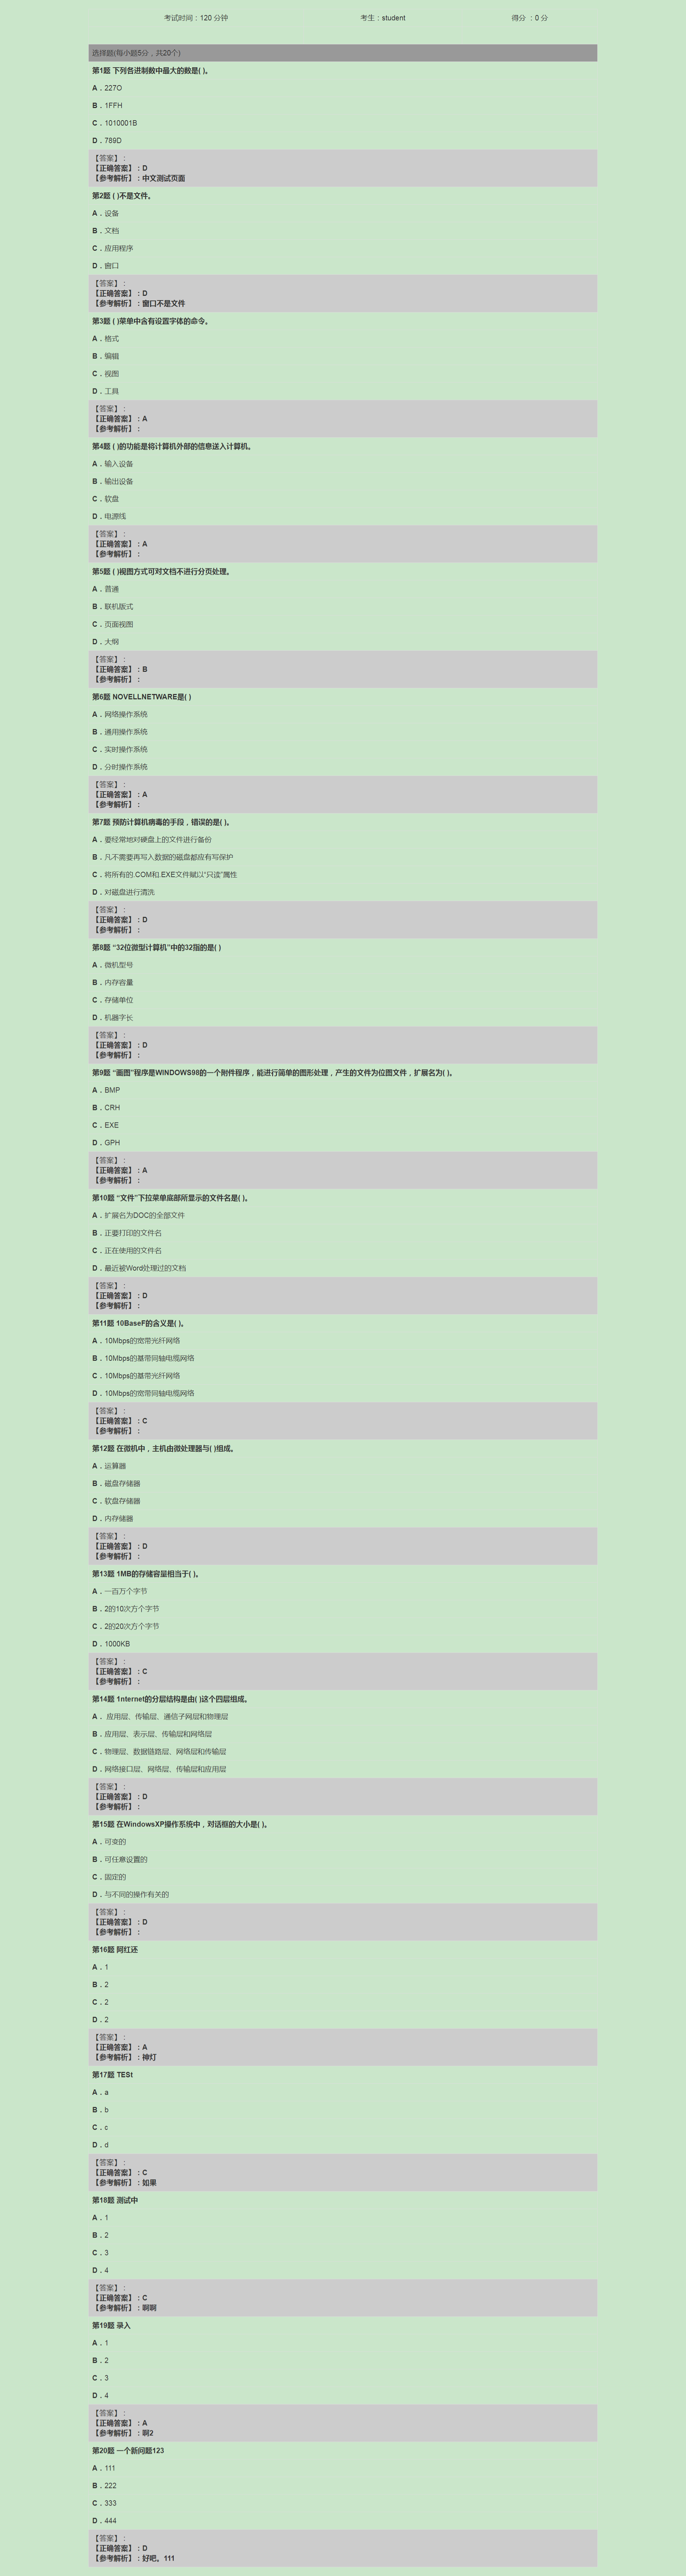 考试时间：120 分钟 考生：student 得分 ：0 分
选择题(每小题5分，共20个)
第1题 下列各进制数中最大的数是( )。
A．227O
B．1FFH
C．1010001B
D．789D
【答案】：
【正确答案】：D
【参考解析】：中文测试页面
第2题 ( )不是文件。
A．设备
B．文档
C．应用程序
D．窗口
【答案】：
【正确答案】：D
【参考解析】：窗口不是文件
第3题 ( )菜单中含有设置字体的命令。
A．格式
B．编辑
C．视图
D．工具
【答案】：
【正确答案】：A
【参考解析】：
第4题 ( )的功能是将计算机外部的信息送入计算机。
A．输入设备
B．输出设备
C．软盘
D．电源线
【答案】：
【正确答案】：A
【参考解析】：
第5题 ( )视图方式可对文档不进行分页处理。
A．普通
B．联机版式
C．页面视图
D．大纲
【答案】：
【正确答案】：B
【参考解析】：
第6题 NOVELLNETWARE是( )
A．网络操作系统
B．通用操作系统
C．实时操作系统
D．分时操作系统
【答案】：
【正确答案】：A
【参考解析】：
第7题 预防计算机病毒的手段，错误的是( )。
A．要经常地对硬盘上的文件进行备份
B．凡不需要再写入数据的磁盘都应有写保护
C．将所有的.COM和.EXE文件赋以“只读”属性
D．对磁盘进行清洗
【答案】：
【正确答案】：D
【参考解析】：
第8题 “32位微型计算机”中的32指的是( )
A．微机型号
B．内存容量
C．存储单位
D．机器字长
【答案】：
【正确答案】：D
【参考解析】：
第9题 “画图”程序是WINDOWS98的一个附件程序，能进行简单的图形处理，产生的文件为位图文件，扩展名为( )。
A．BMP
B．CRH
C．EXE
D．GPH
【答案】：
【正确答案】：A
【参考解析】：
第10题 “文件”下拉菜单底部所显示的文件名是( )。
A．扩展名为DOC的全部文件
B．正要打印的文件名
C．正在使用的文件名
D．最近被Word处理过的文档
【答案】：
【正确答案】：D
【参考解析】：
第11题 10BaseF的含义是( )。
A．10Mbps的宽带光纤网络
B．10Mbps的基带同轴电缆网络
C．10Mbps的基带光纤网络
D．10Mbps的宽带同轴电缆网络
【答案】：
【正确答案】：C
【参考解析】：
第12题 在微机中，主机由微处理器与( )组成。
A．运算器
B．磁盘存储器
C．软盘存储器
D．内存储器
【答案】：
【正确答案】：D
【参考解析】：
第13题 1MB的存储容量相当于( )。
A．一百万个字节
B．2的10次方个字节
C．2的20次方个字节
D．1000KB
【答案】：
【正确答案】：C
【参考解析】：
第14题 1nternet的分层结构是由( )这个四层组成。
A． 应用层、传输层、通信子网层和物理层
B．应用层、表示层、传输层和网络层
C．物理层、数据链路层、网络层和传输层
D．网络接口层、网络层、传输层和应用层
【答案】：
【正确答案】：D
【参考解析】：
第15题 在WindowsXP操作系统中，对话框的大小是( )。
A．可变的
B．可任意设置的
C．固定的
D．与不同的操作有关的
【答案】：
【正确答案】：D
【参考解析】：
第16题 阿红还
A．1
B．2
C．2
D．2
【答案】：
【正确答案】：A
【参考解析】：神灯
第17题 TESt
A．a
B．b
C．c
D．d
【答案】：
【正确答案】：C
【参考解析】：如果
第18题 测试中
A．1
B．2
C．3
D．4
【答案】：
【正确答案】：C
【参考解析】：啊啊
第19题 录入
A．1
B．2
C．3
D．4
【答案】：
【正确答案】：A
【参考解析】：啊2
第20题 一个新问题123
A．111
B．222
C．333
D．444
【答案】：
【正确答案】：D
【参考解析】：好吧。111